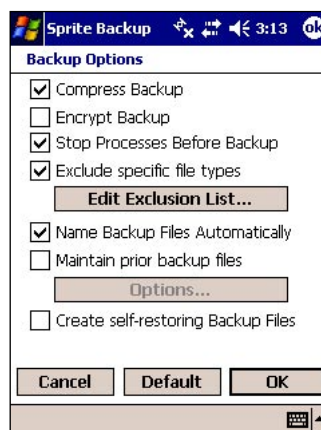 Sprite Backup 3:13 ok
Backup Options
Compress Backup
Encrypt Backup
Stop Processes Before Backup
Exclude specific file types
Edit Exclusion List...
Name Backup Files Automatically
Maintain prior backup files
Options...
Create self-restoring Backup Files
Cancel Default OK